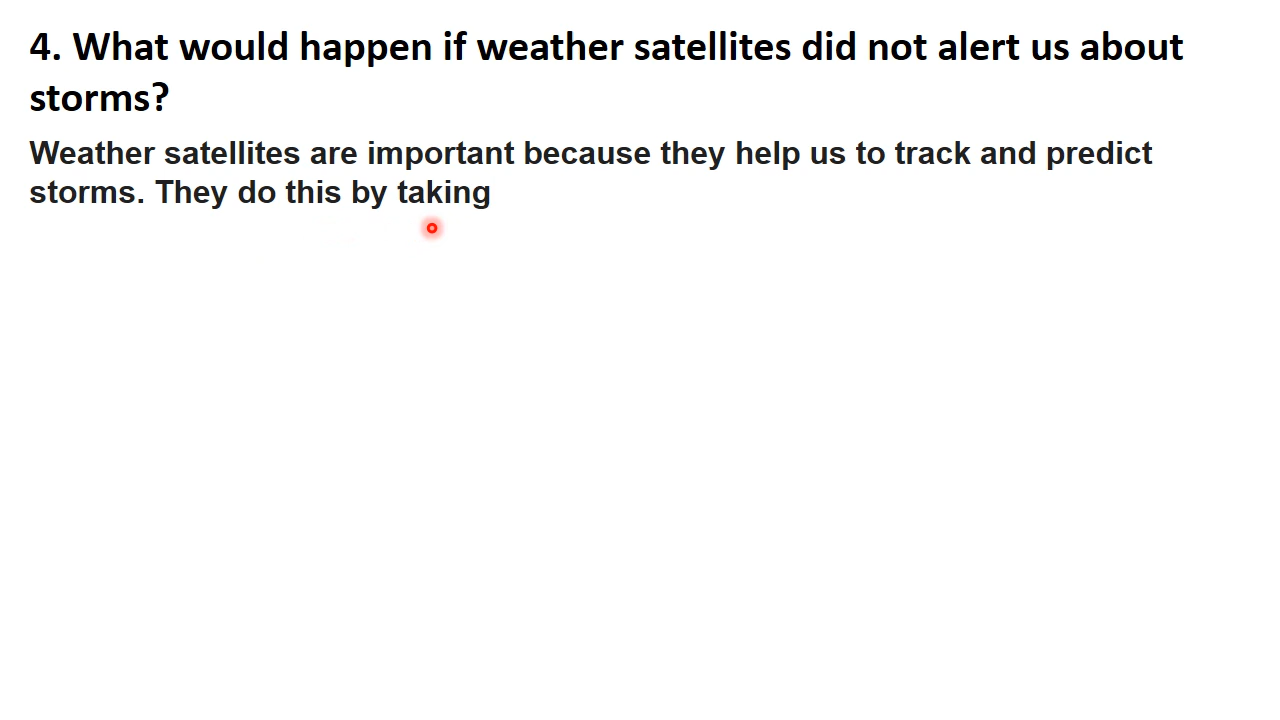 4. What would happen if weather satellites did not alert us about
storms?
Weather satellites are important because they help us to track and predict
storms. They do this by taking